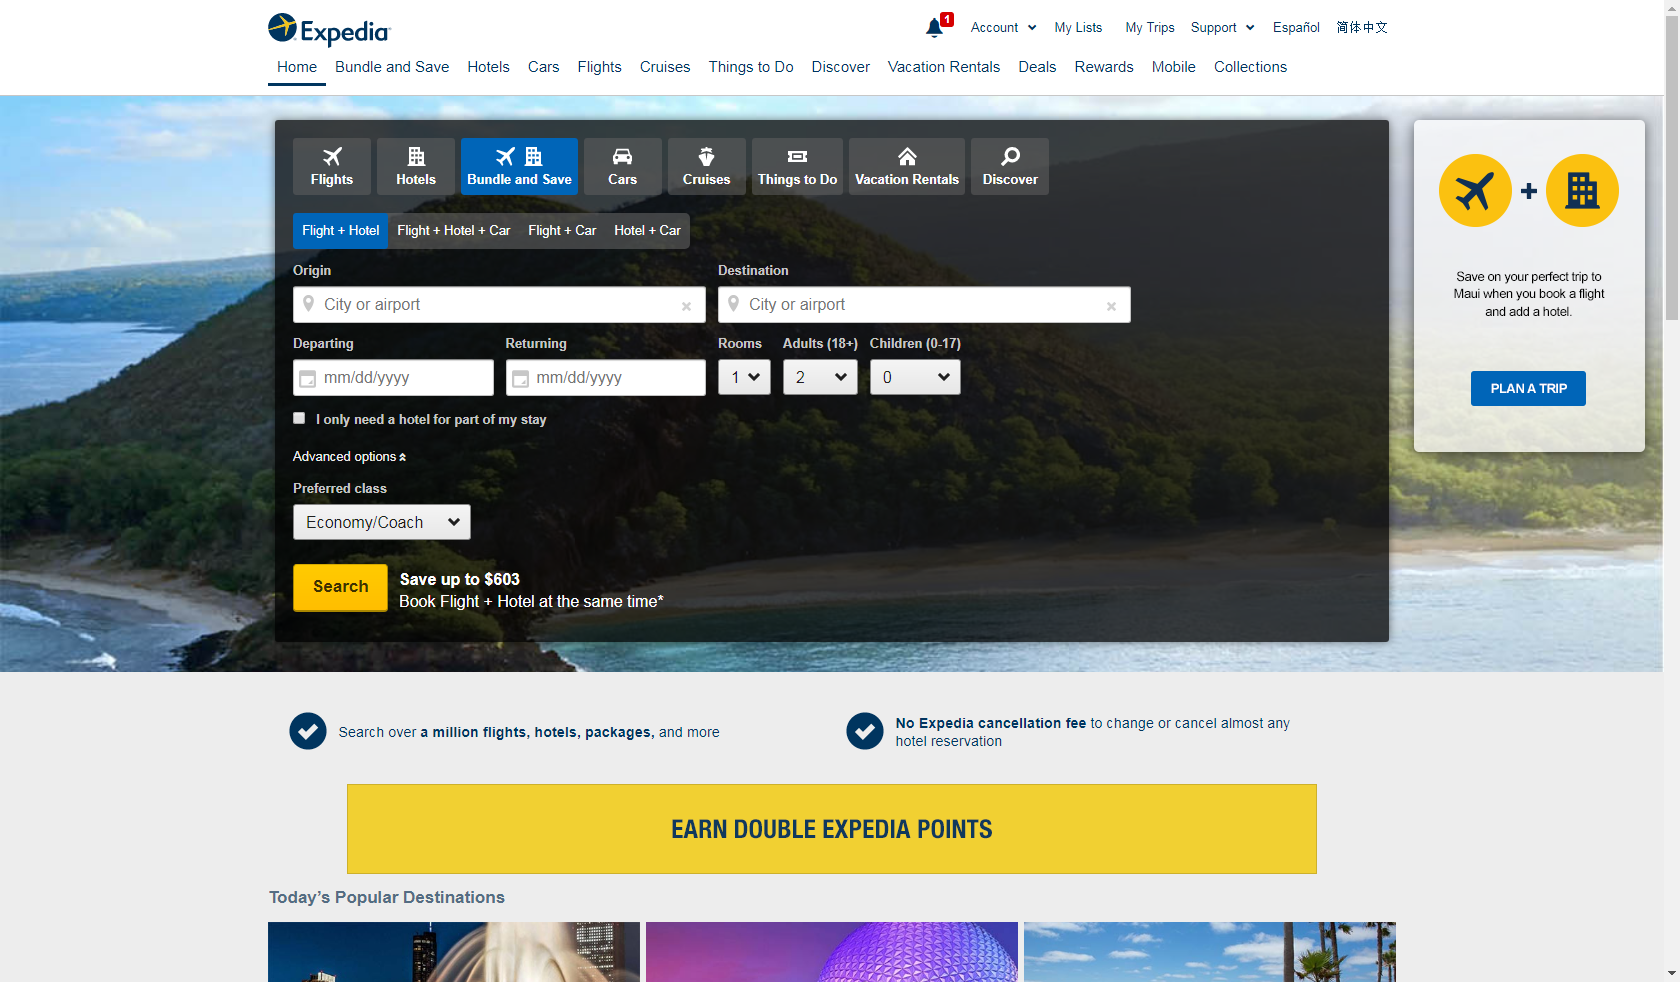 Expedia
1
Account
My Lists
My Trips
Support
Español
简体中文
Home
Bundle and Save
Hotels
Cars
Flights
Cruises
Things to Do
Discover
Vacation Rentals
Deals
Rewards
Mobile
Collections
Flights
Hotels
Bundle and Save
Cars
Cruises
Things to Do
Vacation Rentals
Discover
Flight + Hotel
Flight + Hotel + Car
Flight + Car
Hotel + Car
Origin
Destination
City or airport
City or airport
Departing
Returning
Rooms
Adults (18+)
Children (0-17)
mm/dd/yyyy
mm/dd/yyyy
1
2
0
I only need a hotel for part of my stay
Advanced options
Preferred class
Economy/Coach
Search
Save up to $603
Book Flight + Hotel at the same time*
+
Save on your perfect trip to
Maui when you book a flight
and add a hotel.
PLAN A TRIP
Search over a million flights, hotels, packages, and more
No Expedia cancellation fee to change or cancel almost any
hotel reservation
EARN DOUBLE EXPEDIA POINTS
Today’s Popular Destinations